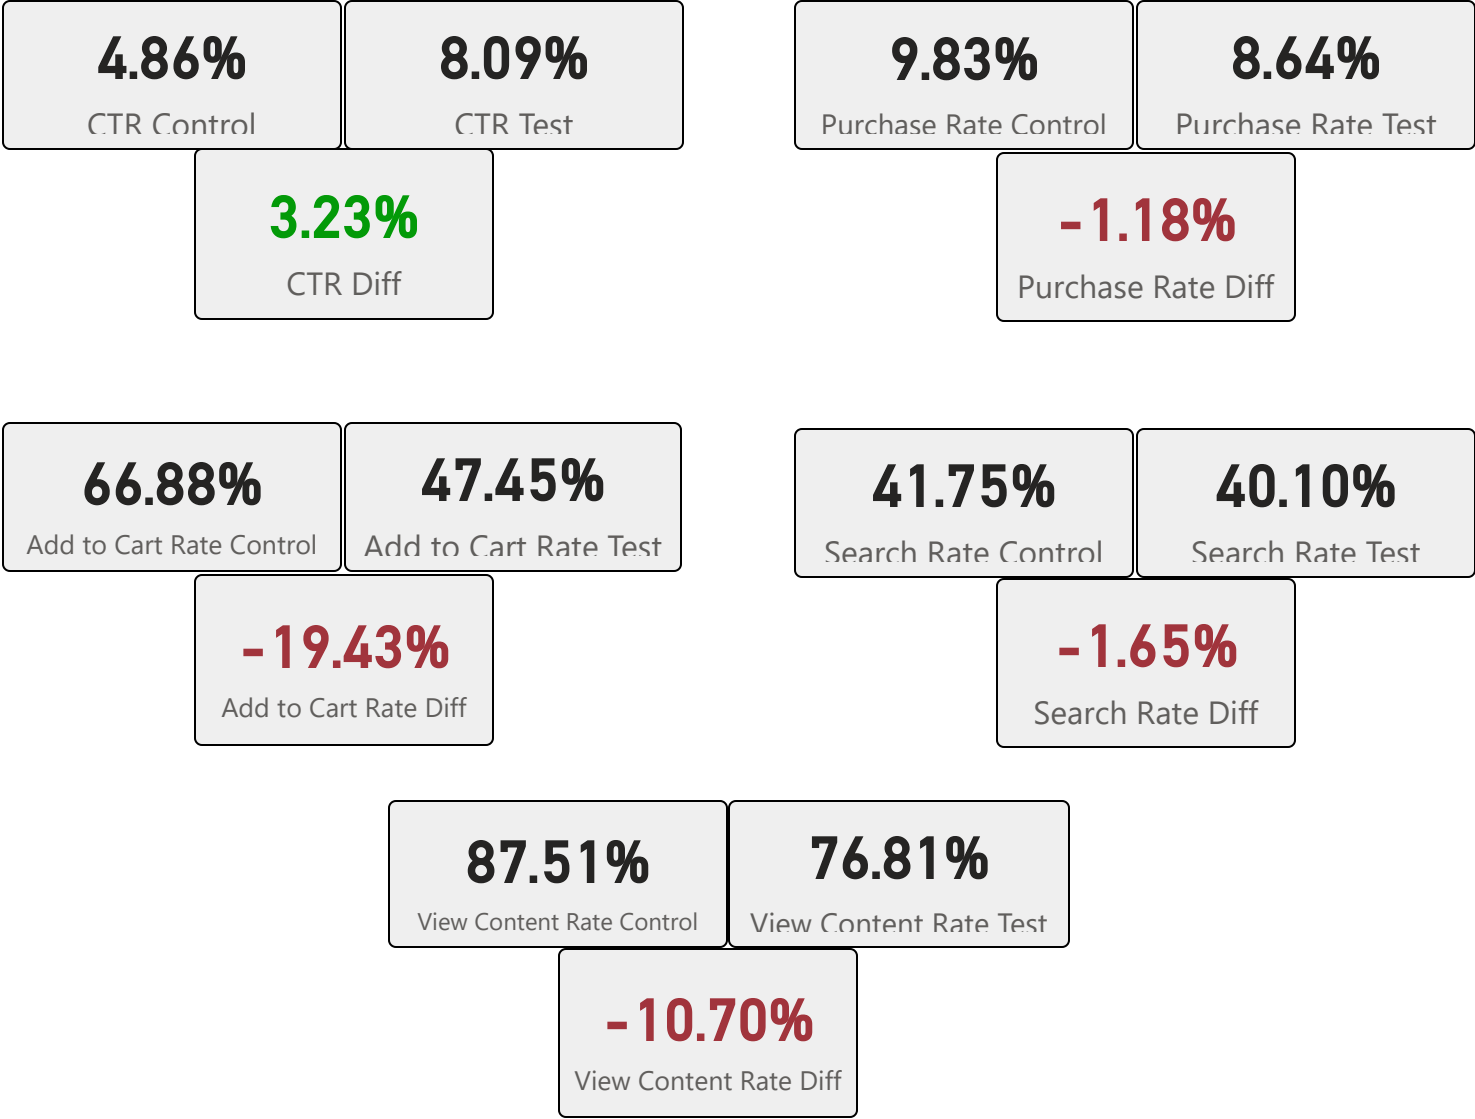 4.86%
CTR Control
8.09%
CTR Test
3.23%
CTR Diff
9.83%
Purchase Rate Control
8.64%
Purchase Rate Test
-1.18%
Purchase Rate Diff
66.88%
Add to Cart Rate Control
47.45%
Add to Cart Rate Test
-19.43%
Add to Cart Rate Diff
41.75%
Search Rate Control
40.10%
Search Rate Test
-1.65%
Search Rate Diff
87.51%
View Content Rate Control
76.81%
View Content Rate Test
-10.70%
View Content Rate Diff